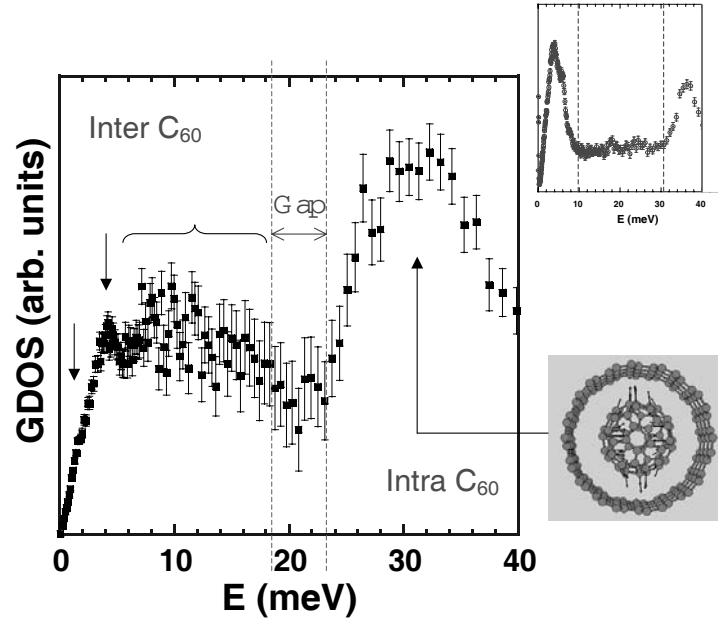 Inter C₆₀
Gap
Intra C₆₀
GDOS (arb. units)
0
10
20
30
40
E (meV)
0
10
20
30
40
E (meV)